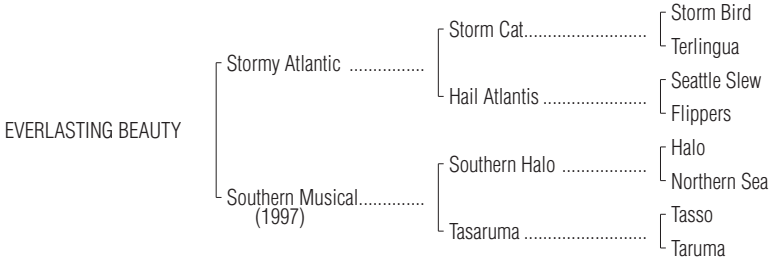 Storm Bird
Storm Cat..........................
Terlingua
Stormy Atlantic ................
Seattle Slew
Hail Atlantis ......................
Flippers
EVERLASTING BEAUTY
Halo
Southern Halo ..................
Northern Sea
Southern Musical..............
(1997)
Tasso
Tasaruma ..........................
Taruma